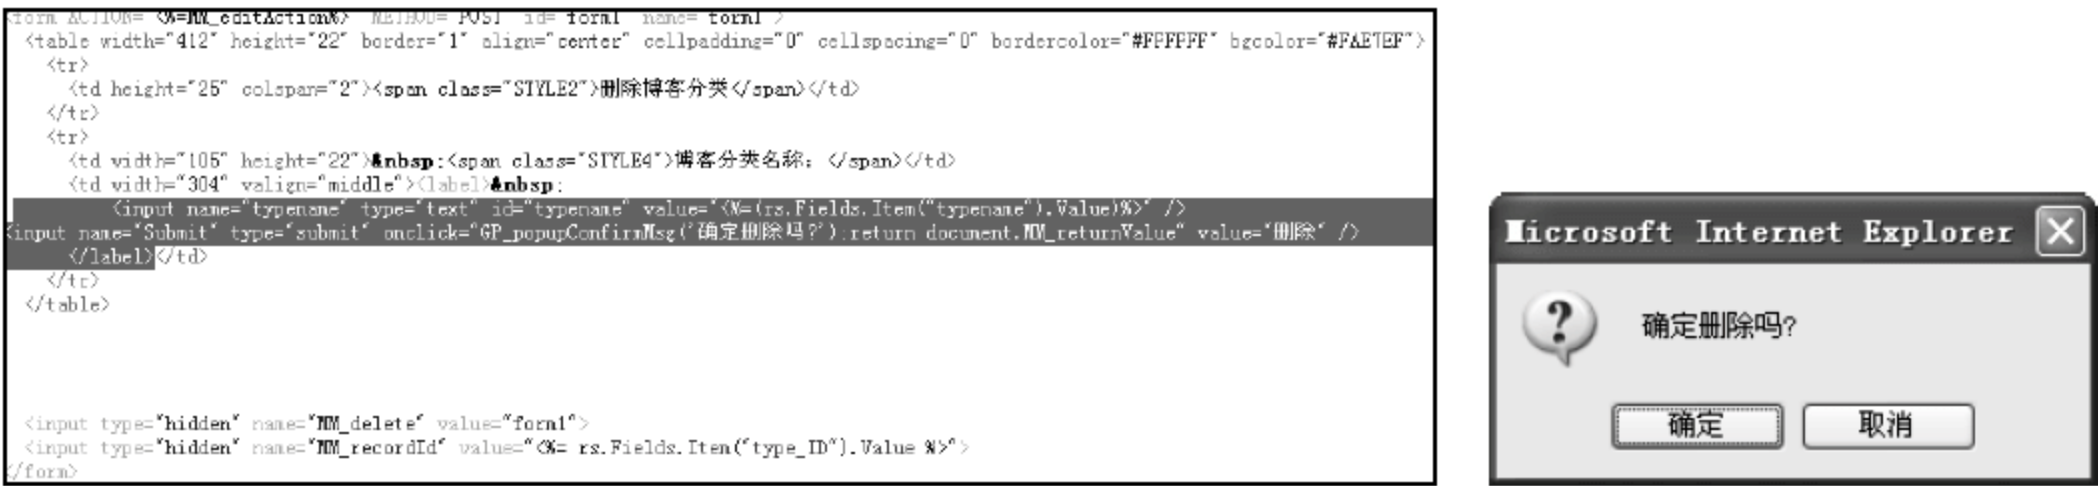 <form ACTION="<%=MM_editAction%>" METHOD="POST" id="form1" name="form1">
<table width="412" height="22" border="1" align="center" cellpadding="0" cellspacing="0" bordercolor="#FFFFFF" bgcolor="#FAE7EF">
<tr>
<td height="25" colspan="2"><span class="STYLE2">删除博客分类</span></td>
</tr>
<tr>
<td width="105" height="22">&nbsp;<span class="STYLE4">博客分类名称：</span></td>
<td width="304" valign="middle"><label>&nbsp;
<input name="typename" type="text" id="typename" value="<%=(rs.Fields.Item("typename").Value)%>" />
<input name="Submit" type="submit" onclick="GP_popupConfirmMsg('确定删除吗?');return document.MM_returnValue" value="删除" />
</label></td>
</tr>
</table>
<input type="hidden" name="MM_delete" value="form1">
<input type="hidden" name="MM_recordId" value="<%= rs.Fields.Item("type_ID").Value %>">
</form>
Microsoft Internet Explorer
确定删除吗?
确定 取消